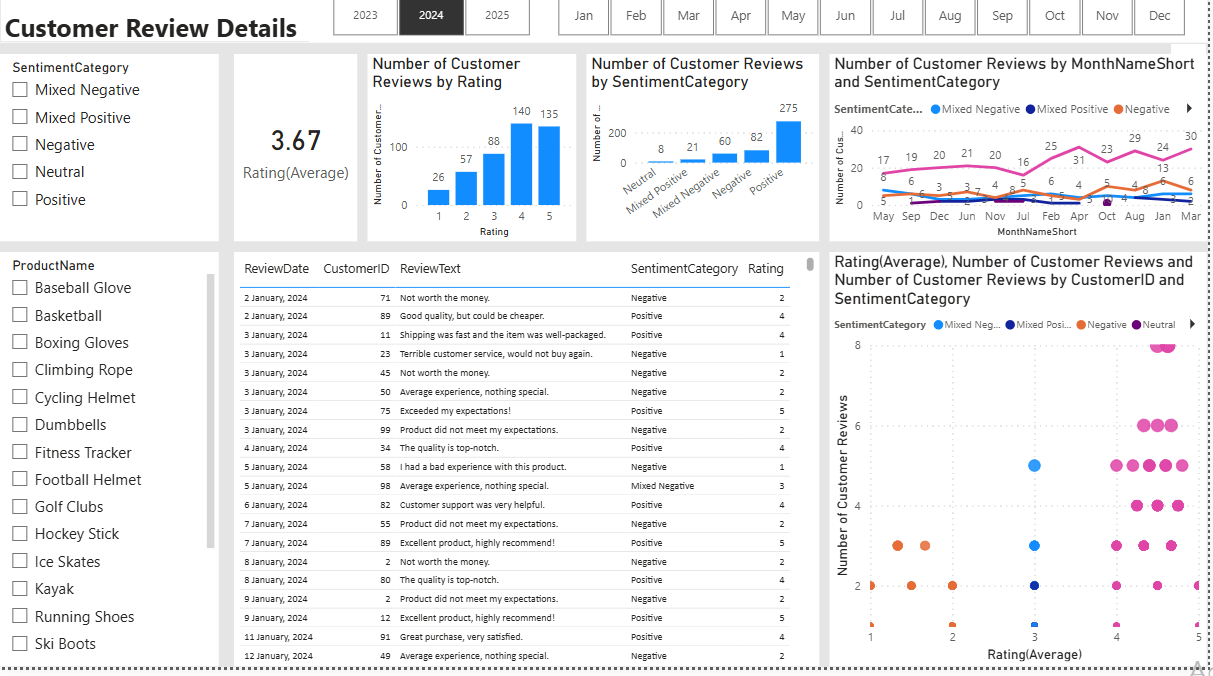 Customer Review Details
2023
2024
2025
Jan
Feb
Mar
Apr
May
Jun
Jul
Aug
Sep
Oct
Nov
Dec
SentimentCategory
Mixed Negative
Mixed Positive
Negative
Neutral
Positive
3.67
Rating(Average)
Number of Customer
Reviews by Rating
Number of Customer...
100
0
26
57
88
140
135
1 2 3 4 5
Rating
Number of Customer Reviews
by SentimentCategory
Number of ...
200
0
8
21
60
82
275
Neutral
Mixed Positive
Mixed Negative
Negative
Positive
Number of Customer Reviews by MonthNameShort
and SentimentCategory
SentimentCate... Mixed Negative Mixed Positive Negative
Number of Cus...
40
20
0
17 19 20 21 20 16 25 31 23 29 24 30
May Sep Dec Jun Nov Jul Feb Apr Oct Aug Jan Mar
MonthNameShort
ProductName
Baseball Glove
Basketball
Boxing Gloves
Climbing Rope
Cycling Helmet
Dumbbells
Fitness Tracker
Football Helmet
Golf Clubs
Hockey Stick
Ice Skates
Kayak
Running Shoes
Ski Boots
ReviewDate CustomerID ReviewText SentimentCategory Rating
2 January, 2024 71 Not worth the money. Negative 2
2 January, 2024 89 Good quality, but could be cheaper. Positive 4
3 January, 2024 11 Shipping was fast and the item was well-packaged. Positive 4
3 January, 2024 23 Terrible customer service, would not buy again. Negative 1
3 January, 2024 45 Not worth the money. Negative 2
3 January, 2024 50 Average experience, nothing special. Negative 2
3 January, 2024 75 Exceeded my expectations! Positive 5
3 January, 2024 99 Product did not meet my expectations. Negative 2
4 January, 2024 34 The quality is top-notch. Positive 4
5 January, 2024 58 I had a bad experience with this product. Negative 1
5 January, 2024 98 Average experience, nothing special. Mixed Negative 3
6 January, 2024 82 Customer support was very helpful. Positive 4
7 January, 2024 55 Product did not meet my expectations. Negative 2
7 January, 2024 89 Excellent product, highly recommend! Positive 5
8 January, 2024 2 Not worth the money. Negative 2
8 January, 2024 80 The quality is top-notch. Positive 4
9 January, 2024 2 Product did not meet my expectations. Negative 2
9 January, 2024 12 Excellent product, highly recommend! Positive 5
11 January, 2024 91 Great purchase, very satisfied. Positive 4
12 January, 2024 49 Average experience, nothing special. Negative 2
Rating(Average), Number of Customer Reviews and
Number of Customer Reviews by CustomerID and
SentimentCategory
SentimentCategory Mixed Neg... Mixed Posi... Negative Neutral
Number of Customer Reviews
8
6
4
2
1 2 3 4 5
Rating(Average)